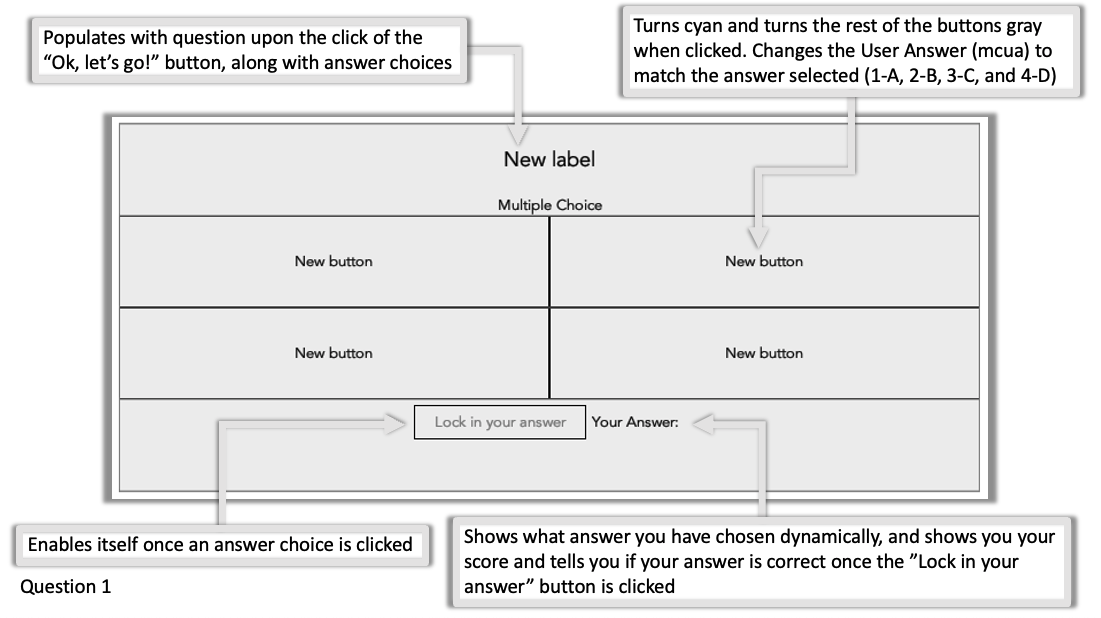 Populates with question upon the click of the
“Ok, let’s go!” button, along with answer choices
Turns cyan and turns the rest of the buttons gray
when clicked. Changes the User Answer (mcua) to
match the answer selected (1-A, 2-B, 3-C, and 4-D)
New label
Multiple Choice
New button
New button
New button
New button
Lock in your answer
Your Answer:
Enables itself once an answer choice is clicked
Shows what answer you have chosen dynamically, and shows you your
score and tells you if your answer is correct once the ”Lock in your
answer” button is clicked
Question 1